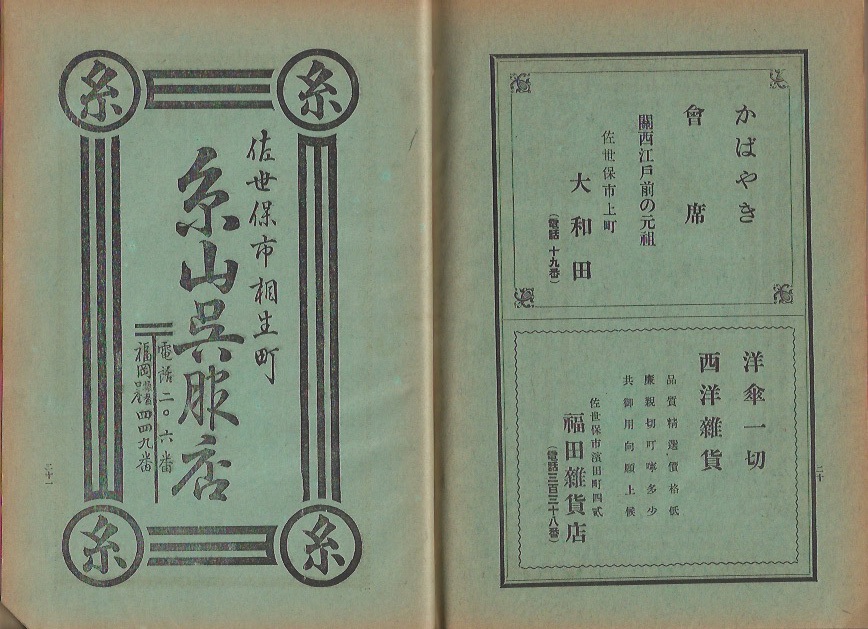 かばやき
會席
關西江戸前の元祖
佐世保市上町
大和田
(電話 十九番)
洋傘一切
西洋雜貨
品質精選價格低
廉親切叮嚀多少
共御用向願上候
佐世保市濱田町四貳
福田雜貨店
(電話三百三十八番)
二十
糸
糸
佐世保市相生町
糸山呉服店
電話二〇六番
福岡 四四九番
糸
糸
二十一